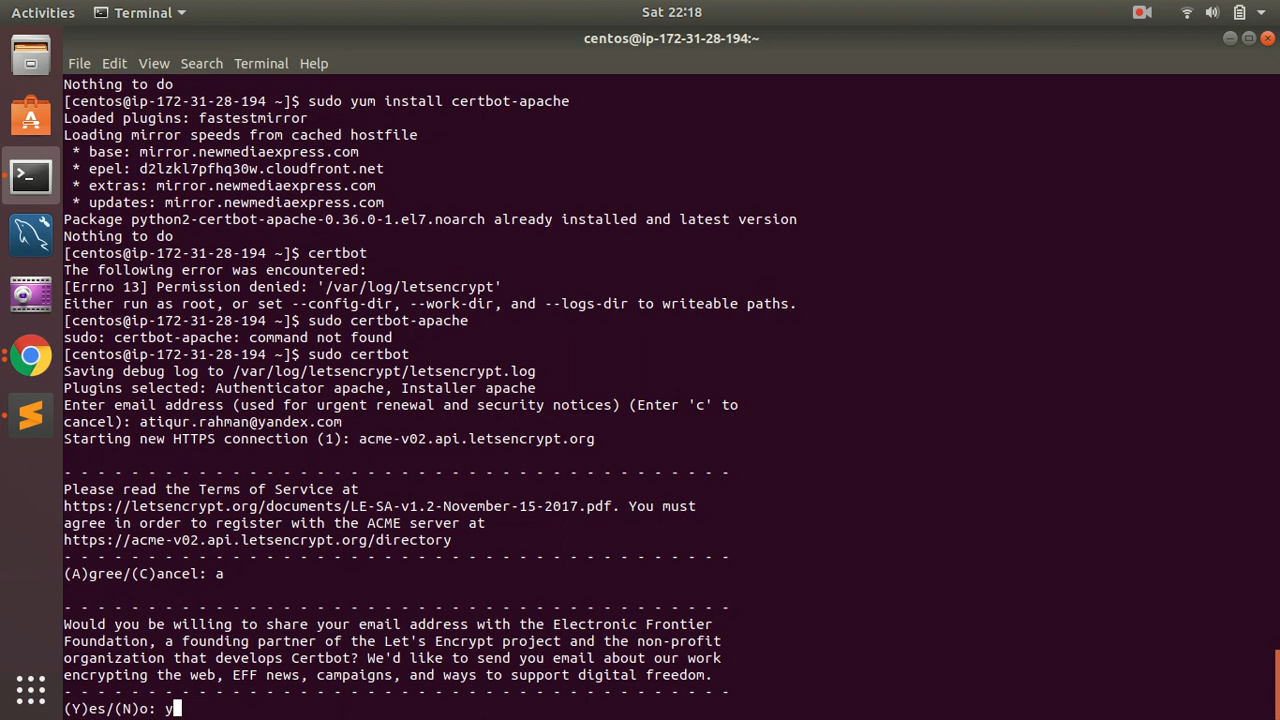 Activities Terminal Sat 22:18
centos@ip-172-31-28-194:~
File Edit View Search Terminal Help
Nothing to do
[centos@ip-172-31-28-194 ~]$ sudo yum install certbot-apache
Loaded plugins: fastestmirror
Loading mirror speeds from cached hostfile
 * base: mirror.newmediaexpress.com
 * epel: d2lzkl7pfhq30w.cloudfront.net
 * extras: mirror.newmediaexpress.com
 * updates: mirror.newmediaexpress.com
Package python2-certbot-apache-0.36.0-1.el7.noarch already installed and latest version
Nothing to do
[centos@ip-172-31-28-194 ~]$ certbot
The following error was encountered:
[Errno 13] Permission denied: '/var/log/letsencrypt'
Either run as root, or set --config-dir, --work-dir, and --logs-dir to writeable paths.
[centos@ip-172-31-28-194 ~]$ sudo certbot-apache
sudo: certbot-apache: command not found
[centos@ip-172-31-28-194 ~]$ sudo certbot
Saving debug log to /var/log/letsencrypt/letsencrypt.log
Plugins selected: Authenticator apache, Installer apache
Enter email address (used for urgent renewal and security notices) (Enter 'c' to
cancel): atiqur.rahman@yandex.com
Starting new HTTPS connection (1): acme-v02.api.letsencrypt.org
- - - - - - - - - - - - - - - - - - - - - - - - - - - - - - - - - - - - - - - -
Please read the Terms of Service at
https://letsencrypt.org/documents/LE-SA-v1.2-November-15-2017.pdf. You must
agree in order to register with the ACME server at
https://acme-v02.api.letsencrypt.org/directory
- - - - - - - - - - - - - - - - - - - - - - - - - - - - - - - - - - - - - - - -
(A)gree/(C)ancel: a
- - - - - - - - - - - - - - - - - - - - - - - - - - - - - - - - - - - - - - - -
Would you be willing to share your email address with the Electronic Frontier
Foundation, a founding partner of the Let's Encrypt project and the non-profit
organization that develops Certbot? We'd like to send you email about our work
encrypting the web, EFF news, campaigns, and ways to support digital freedom.
- - - - - - - - - - - - - - - - - - - - - - - - - - - - - - - - - - - - - - - -
(Y)es/(N)o: y